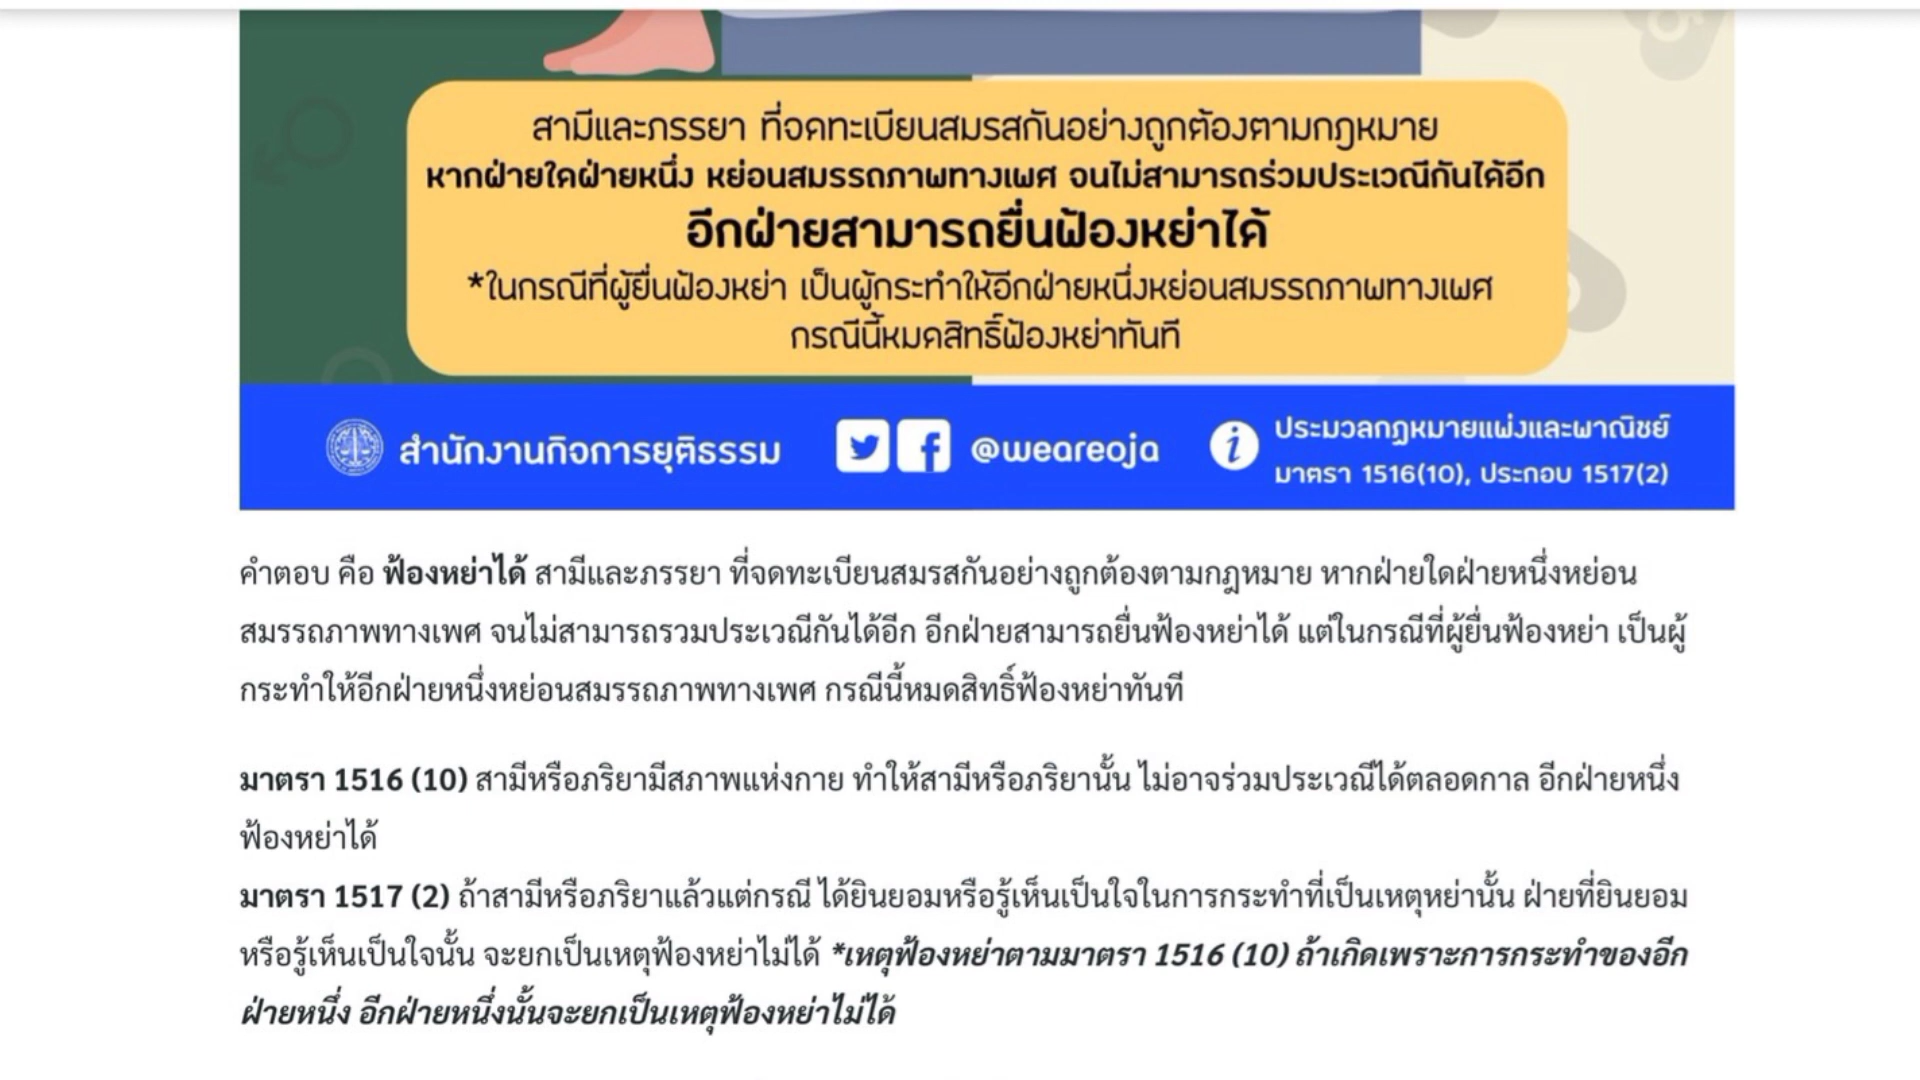 สามีและภรรยา ที่จดทะเบียนสมรสกันอย่างถูกต้องตามกฎหมาย
หากฝ่ายใดฝ่ายหนึ่ง หย่อนสมรรถภาพทางเพศ จนไม่สามารถร่วมประเวณีกันได้อีก
อีกฝ่ายสามารถยื่นฟ้องหย่าได้
*ในกรณีที่ผู้ยื่นฟ้องหย่า เป็นผู้กระทำให้อีกฝ่ายหนึ่งหย่อนสมรรถภาพทางเพศ
กรณีนี้หมดสิทธิ์ฟ้องหย่าทันที
สำนักงานกิจการยุติธรรม @weareoja ประมวลกฎหมายแพ่งและพาณิชย์
มาตรา 1516(10), ประกอบ 1517(2)
คำตอบ คือ ฟ้องหย่าได้ สามีและภรรยา ที่จดทะเบียนสมรสกันอย่างถูกต้องตามกฎหมาย หากฝ่ายใดฝ่ายหนึ่งหย่อน
สมรรถภาพทางเพศ จนไม่สามารถรวมประเวณีกันได้อีก อีกฝ่ายสามารถยื่นฟ้องหย่าได้ แต่ในกรณีที่ผู้ยื่นฟ้องหย่า เป็นผู้
กระทำให้อีกฝ่ายหนึ่งหย่อนสมรรถภาพทางเพศ กรณีนี้หมดสิทธิ์ฟ้องหย่าทันที
มาตรา 1516 (10) สามีหรือภริยามีสภาพแห่งกาย ทำให้สามีหรือภริยานั้น ไม่อาจร่วมประเวณีได้ตลอดกาล อีกฝ่ายหนึ่ง
ฟ้องหย่าได้
มาตรา 1517 (2) ถ้าสามีหรือภริยาแล้วแต่กรณี ได้ยินยอมหรือรู้เห็นเป็นใจในการกระทำที่เป็นเหตุหย่านั้น ฝ่ายที่ยินยอม
หรือรู้เห็นเป็นใจนั้น จะยกเป็นเหตุฟ้องหย่าไม่ได้ *เหตุฟ้องหย่าตามมาตรา 1516 (10) ถ้าเกิดเพราะการกระทำของอีก
ฝ่ายหนึ่ง อีกฝ่ายหนึ่งนั้นจะยกเป็นเหตุฟ้องหย่าไม่ได้